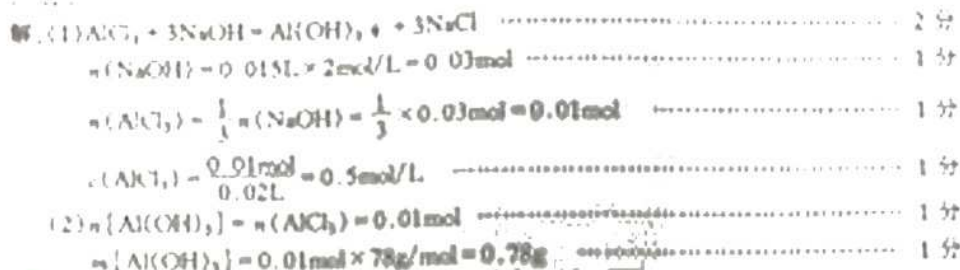 解:(1)AlCl₃ + 3NaOH = Al(OH)₃↓ + 3NaCl ………… 2 分
n(NaOH)=0.015L × 2mol/L=0.03mol ………… 1 分
n(AlCl₃)=1/3 n(NaOH)=1/3 ×0.03mol=0.01mol ………… 1 分
c(AlCl₃)=0.01mol/0.02L=0.5mol/L ………… 1 分
(2)n[Al(OH)₃]=n(AlCl₃)=0.01mol ………… 1 分
m[Al(OH)₃]=0.01mol×78g/mol=0.78g ………… 1 分